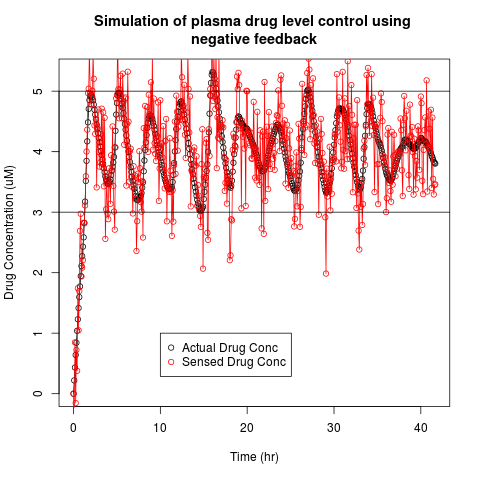 Simulation of plasma drug level control using
negative feedback
Drug Concentration (uM)
5
4
3
2
1
0
Actual Drug Conc
Sensed Drug Conc
0
10
20
30
40
Time (hr)